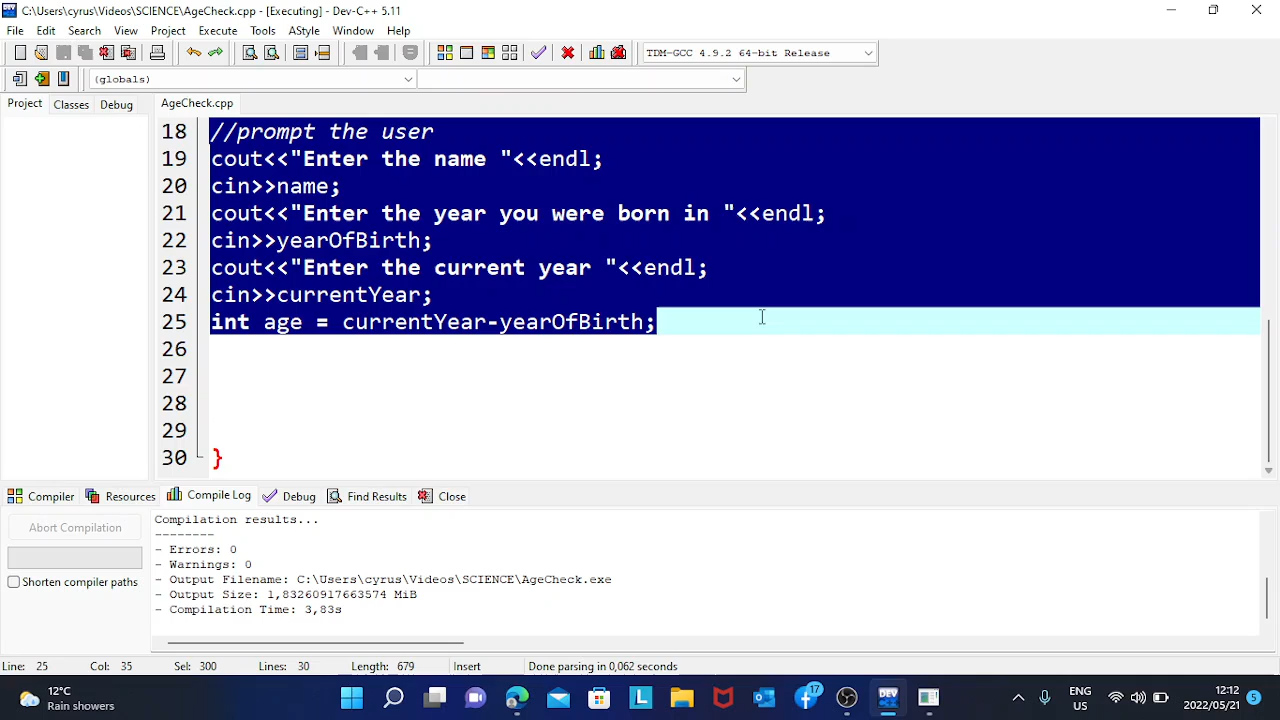 C:\Users\cyrus\Videos\SCIENCE\AgeCheck.cpp - [Executing] - Dev-C++ 5.11
File Edit Search View Project Execute Tools AStyle Window Help
TDM-GCC 4.9.2 64-bit Release
(globals)
Project Classes Debug AgeCheck.cpp
18 //prompt the user
19 cout<<"Enter the name "<<endl;
20 cin>>name;
21 cout<<"Enter the year you were born in "<<endl;
22 cin>>yearOfBirth;
23 cout<<"Enter the current year "<<endl;
24 cin>>currentYear;
25 int age = currentYear-yearOfBirth;
26
27
28
29
30 }
Compiler Resources Compile Log Debug Find Results Close
Abort Compilation
Shorten compiler paths
Compilation results...
--------
- Errors: 0
- Warnings: 0
- Output Filename: C:\Users\cyrus\Videos\SCIENCE\AgeCheck.exe
- Output Size: 1,83260917663574 MiB
- Compilation Time: 3,83s
Line: 25 Col: 35 Sel: 300 Lines: 30 Length: 679 Insert Done parsing in 0,062 seconds
12°C
Rain showers
L
17
DEV
ENG
US
12:12
2022/05/21
5